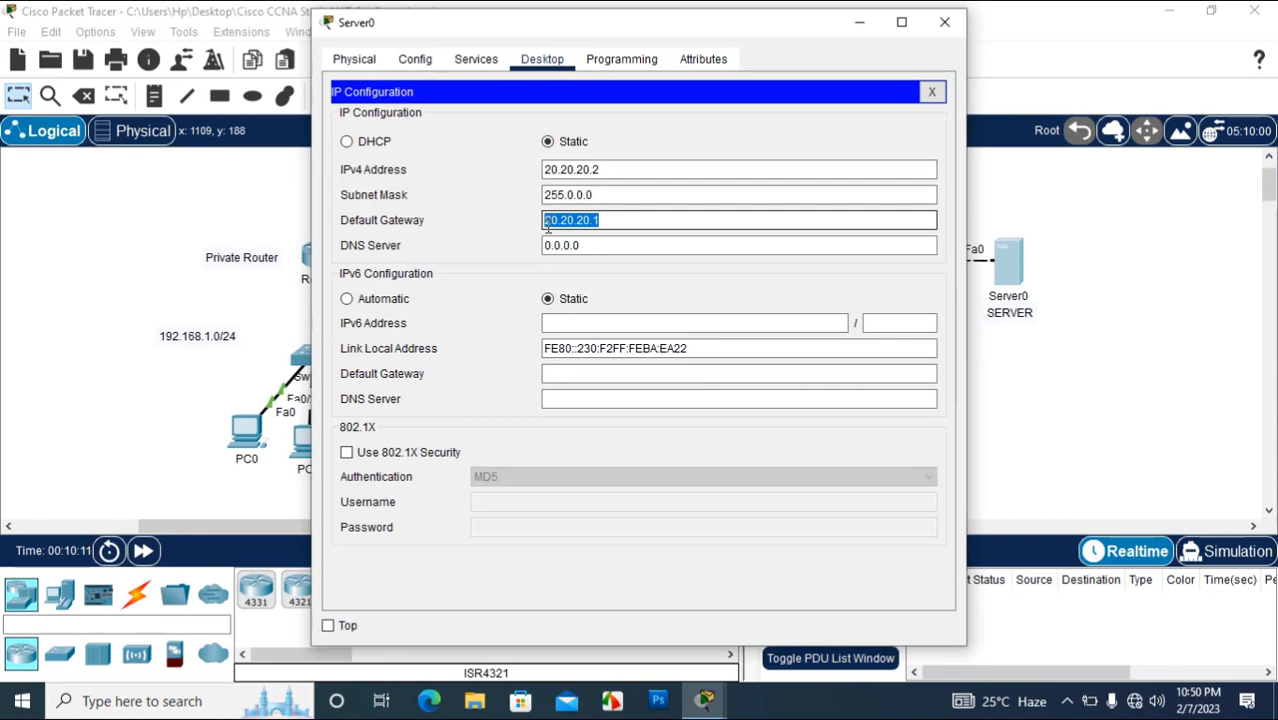 Cisco Packet Tracer - C:\Users\Hp\Desktop\Cisco CCNA
Server0
File Edit Options View Tools Extensions
Physical Config Services Desktop Programming Attributes
IP Configuration
X
IP Configuration
Logical Physical x: 1109, y: 188
Root
05:10:00
DHCP
Static
IPv4 Address
20.20.20.2
Subnet Mask
255.0.0.0
Default Gateway
20.20.20.1
DNS Server
0.0.0.0
Private Router
Fa0
IPv6 Configuration
Automatic
Static
Server0
SERVER
IPv6 Address
/
192.168.1.0/24
Link Local Address
FE80::230:F2FF:FEBA:EA22
Default Gateway
DNS Server
Fa0
PC0
802.1X
Use 802.1X Security
Authentication
MD5
Username
Password
Time: 00:10:11
Realtime
Simulation
t Status Source Destination Type Color Time(sec)
4331
Top
Toggle PDU List Window
ISR4321
Type here to search
Ps
25°C Haze
10:50 PM
2/7/2023